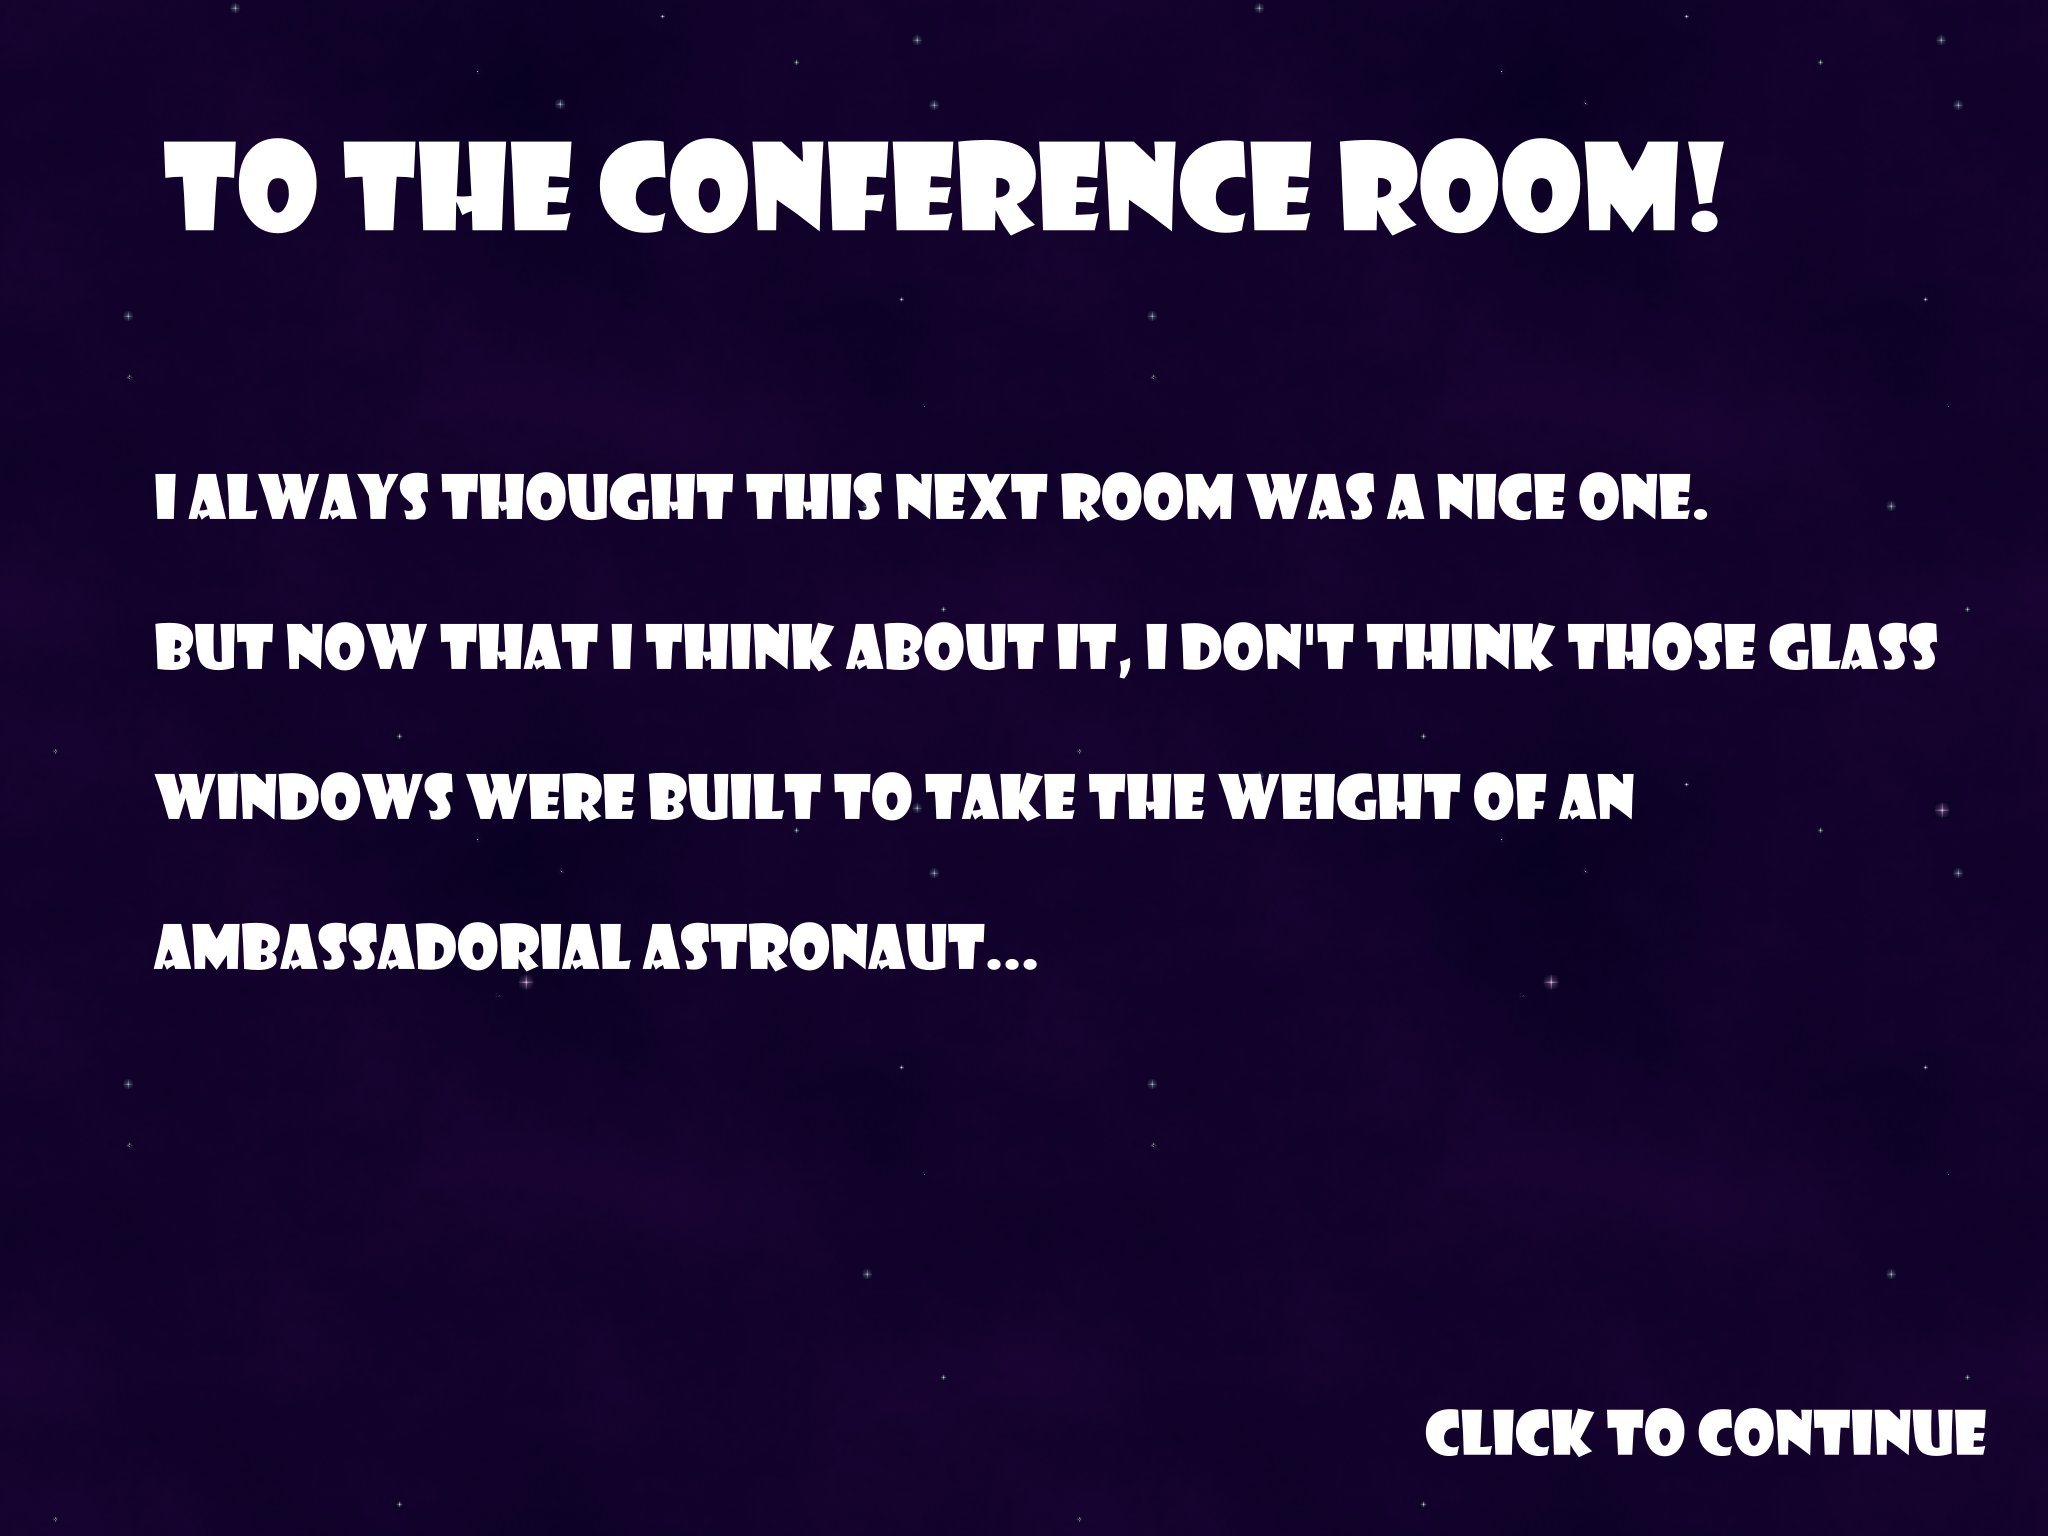 TO THE CONFERENCE ROOM!
I ALWAYS THOUGHT THIS NEXT ROOM WAS A NICE ONE.
BUT NOW THAT I THINK ABOUT IT, I DON'T THINK THOSE GLASS
WINDOWS WERE BUILT TO TAKE THE WEIGHT OF AN
AMBASSADORIAL ASTRONAUT...
CLICK TO CONTINUE